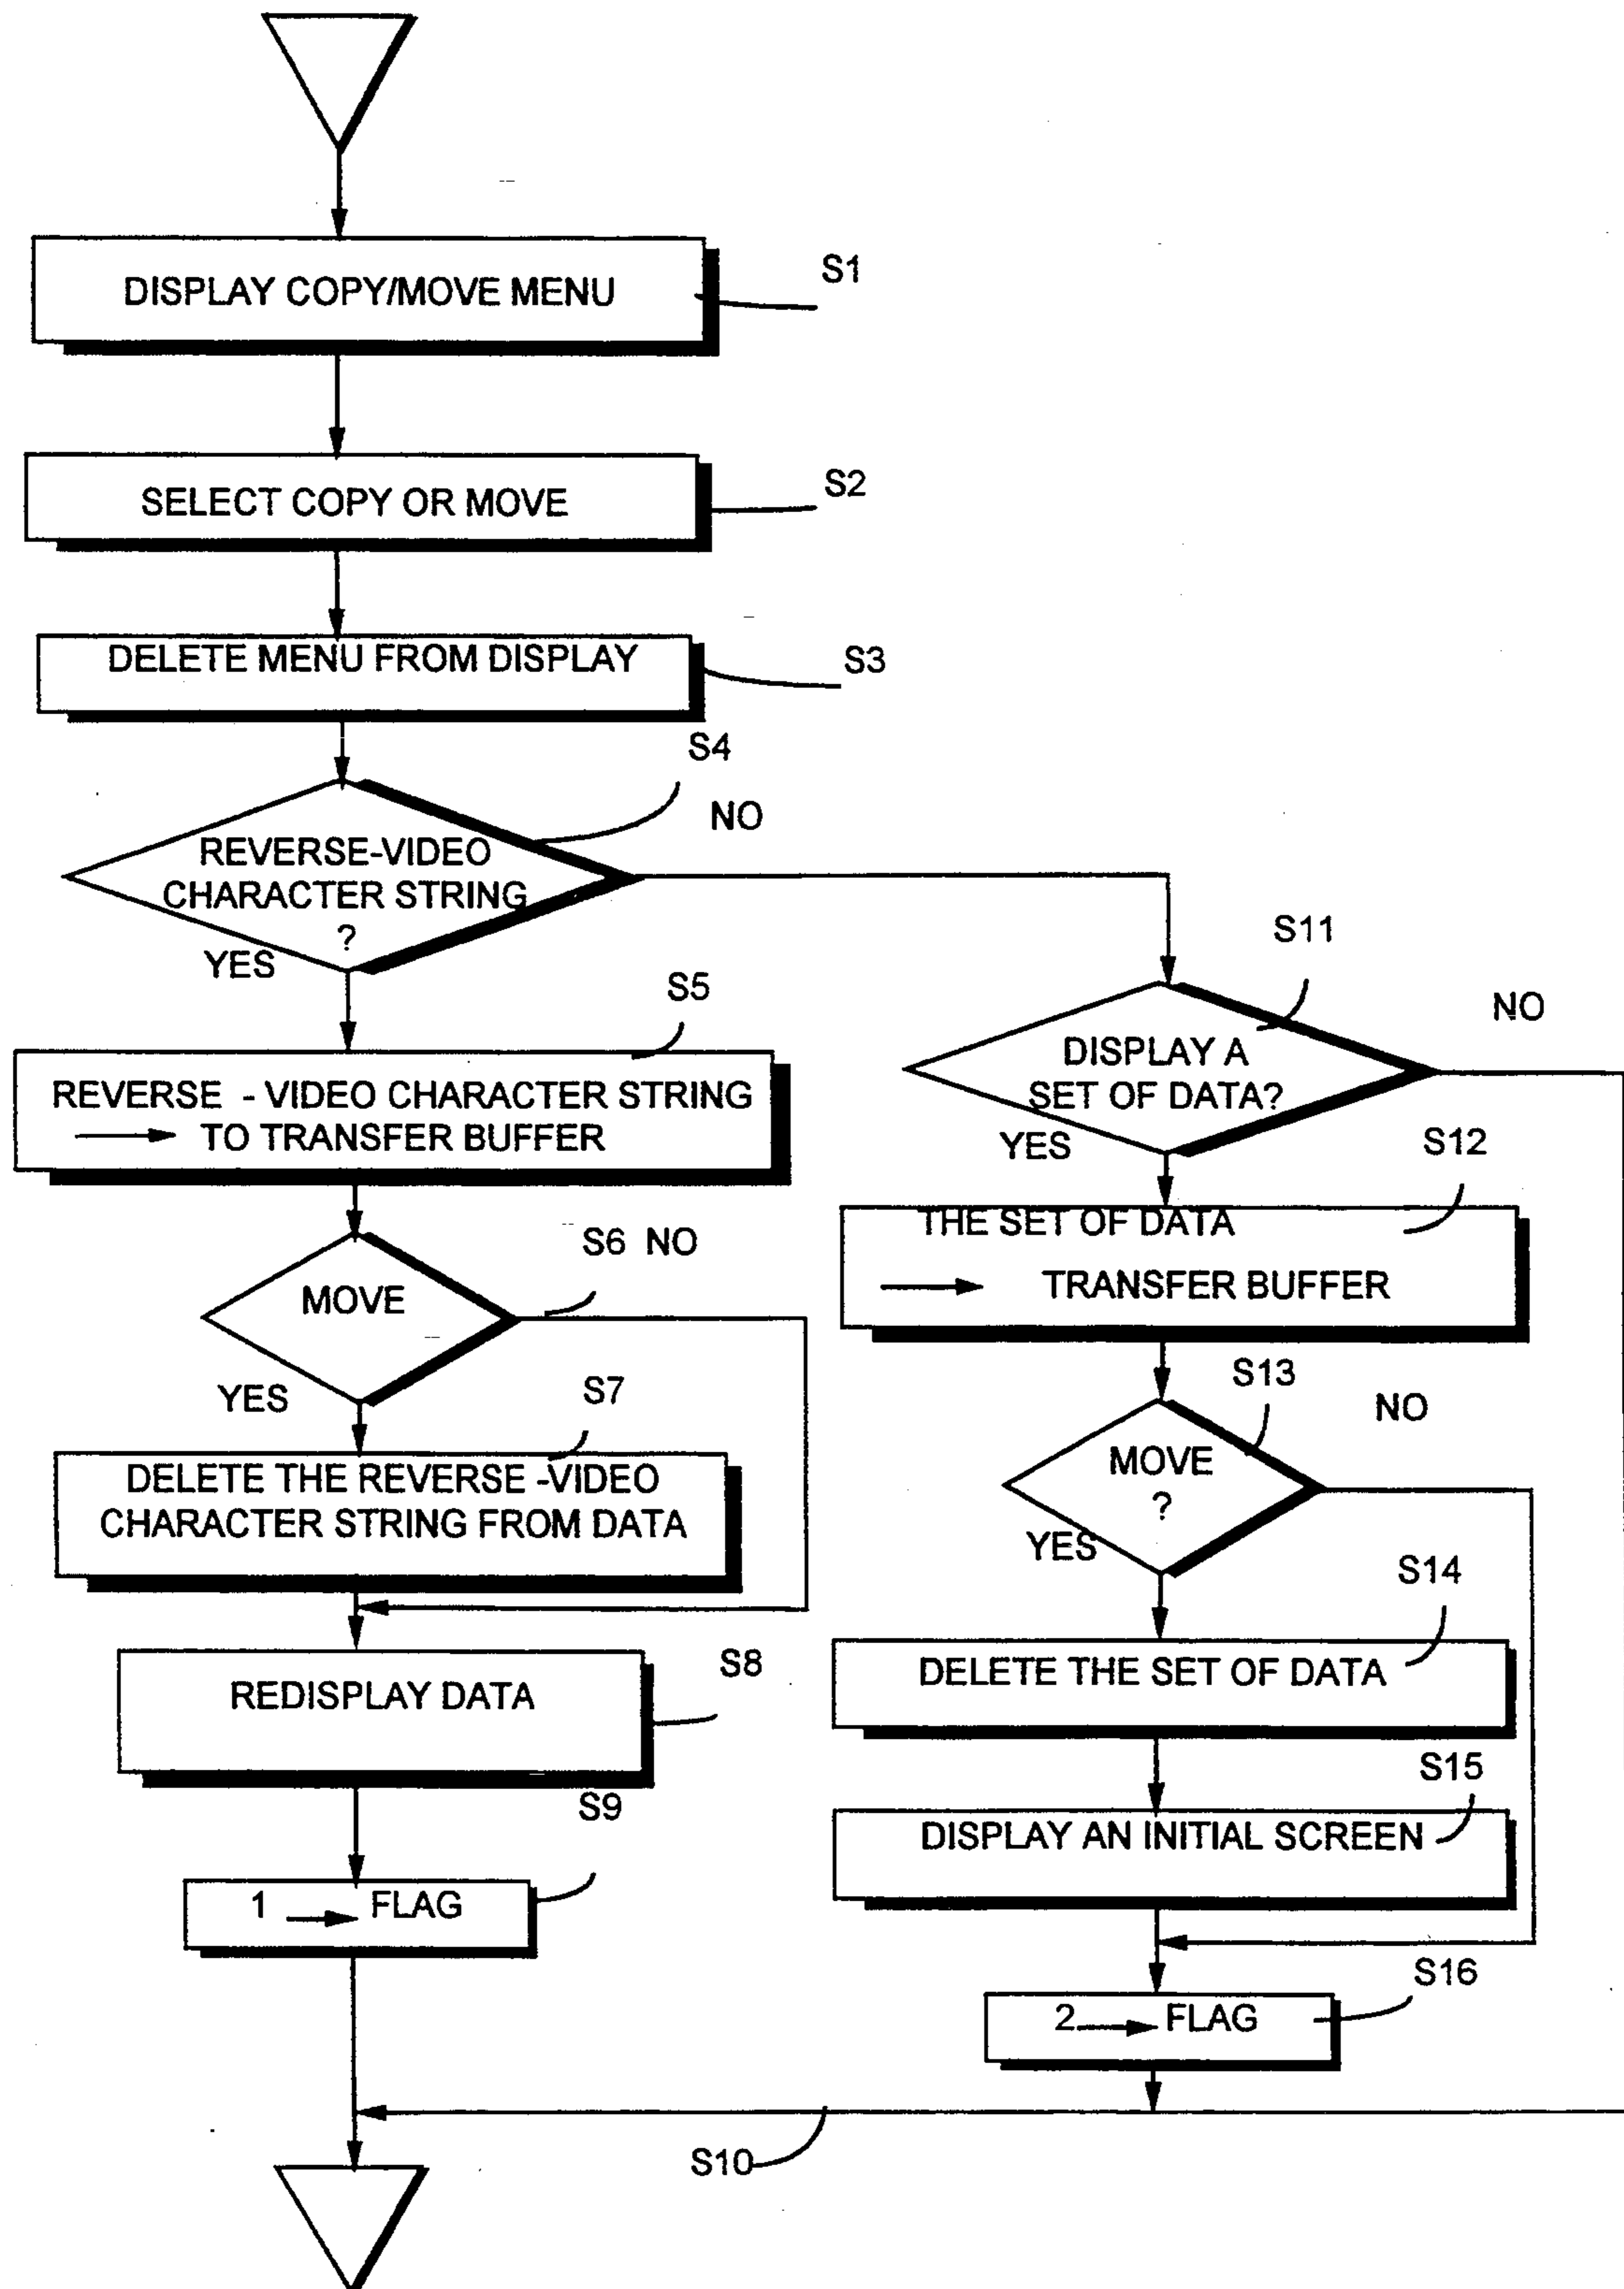 DISPLAY COPY/MOVE MENU
S1
SELECT COPY OR MOVE
S2
DELETE MENU FROM DISPLAY
S3
S4
NO
REVERSE-VIDEO
CHARACTER STRING
?
YES
S5
REVERSE - VIDEO CHARACTER STRING
TO TRANSFER BUFFER
S6 NO
MOVE
YES
S7
DELETE THE REVERSE -VIDEO
CHARACTER STRING FROM DATA
REDISPLAY DATA
S8
S9
1 → FLAG
S11
NO
DISPLAY A
SET OF DATA?
YES
S12
THE SET OF DATA
→ TRANSFER BUFFER
S13
NO
MOVE
?
YES
S14
DELETE THE SET OF DATA
S15
DISPLAY AN INITIAL SCREEN
S16
2 → FLAG
S10